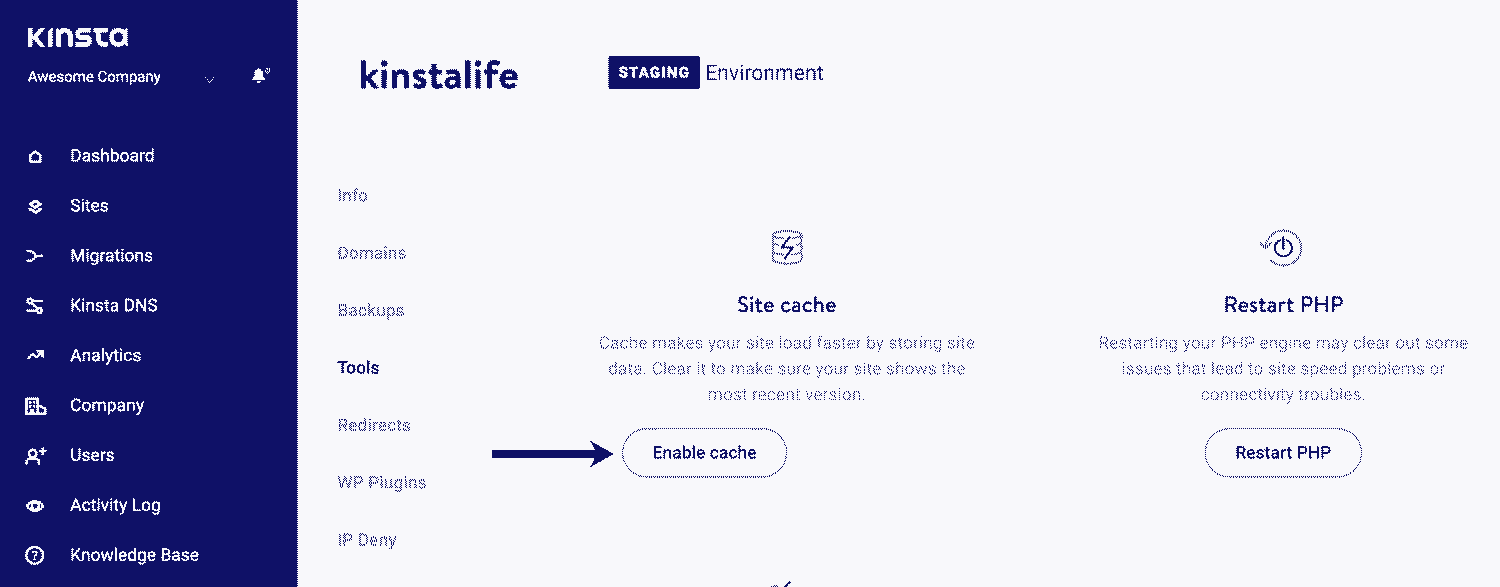 Kinsta
Awesome Company
Dashboard
Sites
Migrations
Kinsta DNS
Analytics
Company
Users
Activity Log
Knowledge Base
kinstalife
STAGING Environment
Info
Domains
Backups
Tools
Redirects
WP Plugins
IP Deny
Site cache
Cache makes your site load faster by storing site
data. Clear it to make sure your site shows the
most recent version.
Enable cache
Restart PHP
Restarting your PHP engine may clear out some
issues that lead to site speed problems or
connectivity troubles.
Restart PHP